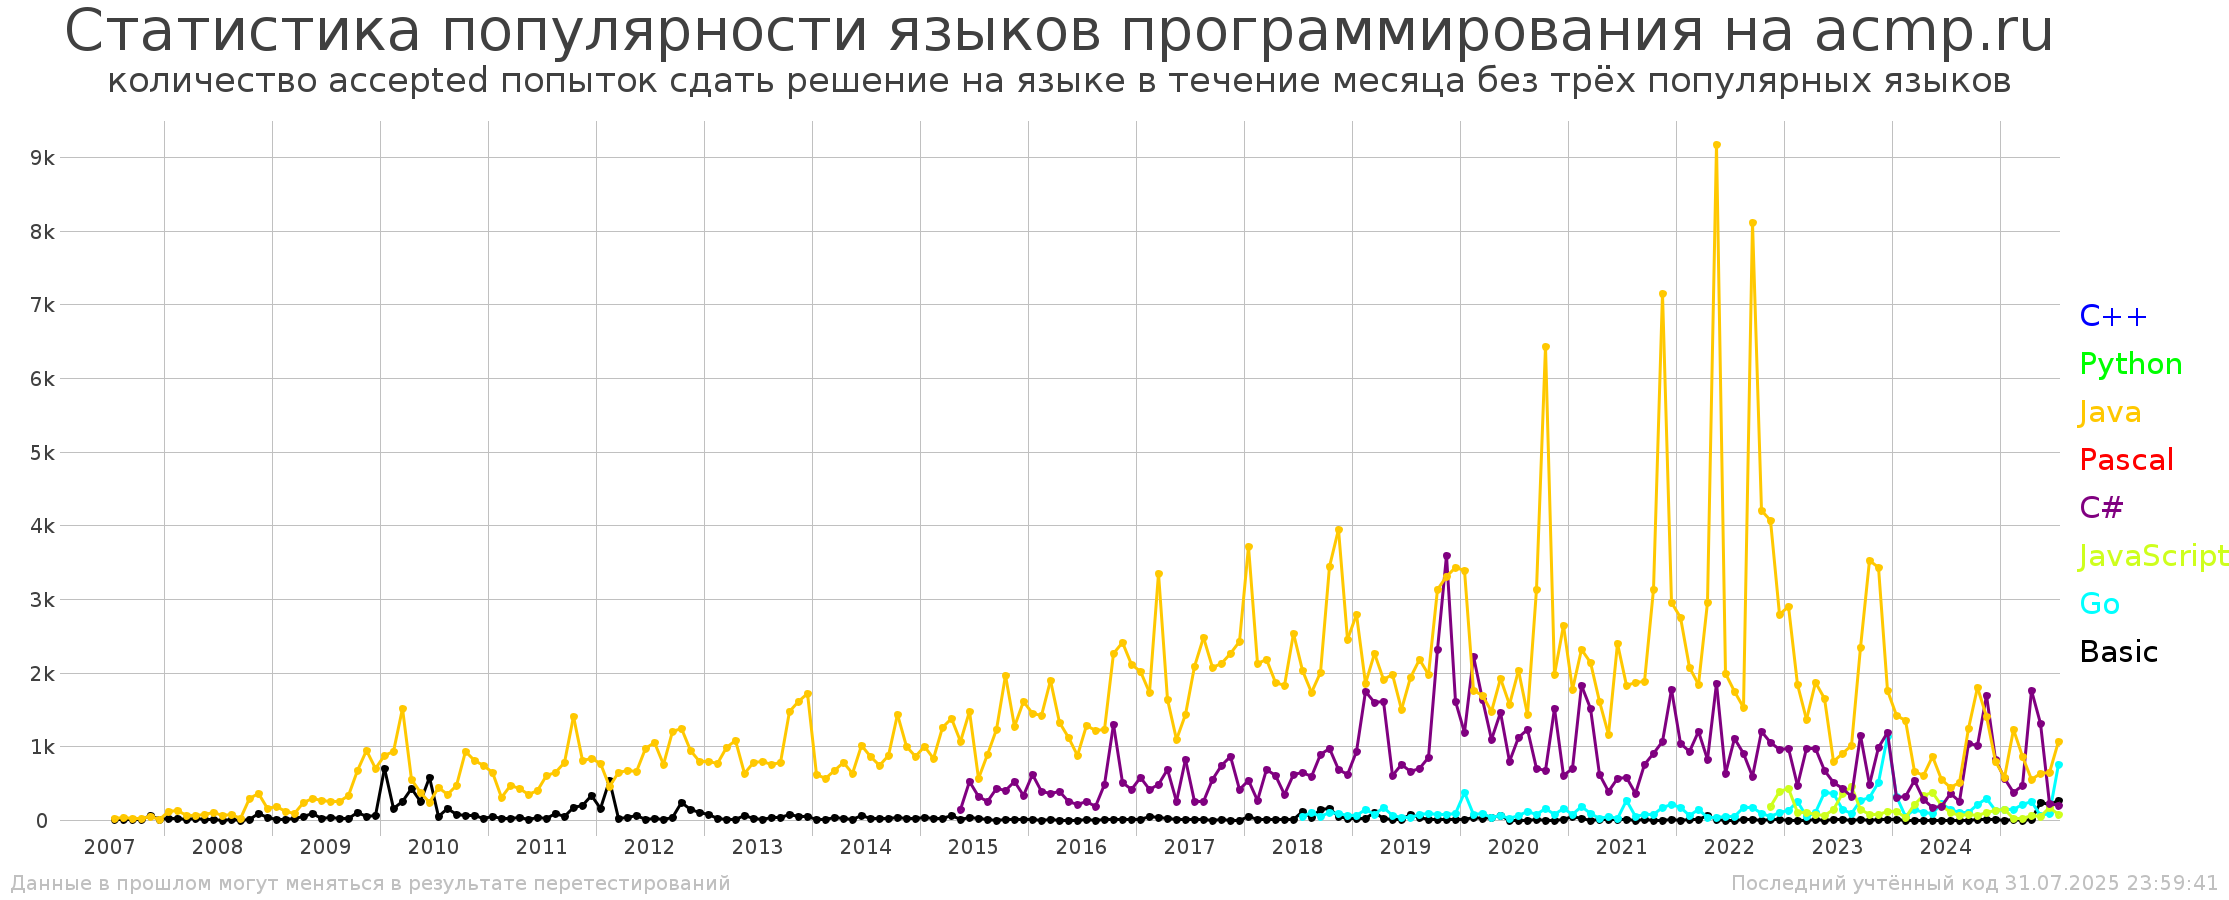 Статистика популярности языков программирования на acmp.ru
количество accepted попыток сдать решение на языке в течение месяца без трёх популярных языков
9k
8k
7k
6k
5k
4k
3k
2k
1k
0
2007 2008 2009 2010 2011 2012 2013 2014 2015 2016 2017 2018 2019 2020 2021 2022 2023 2024
C++
Python
Java
Pascal
C#
JavaScript
Go
Basic
Данные в прошлом могут меняться в результате перетестирований
Последний учтённый код 31.07.2025 23:59:41